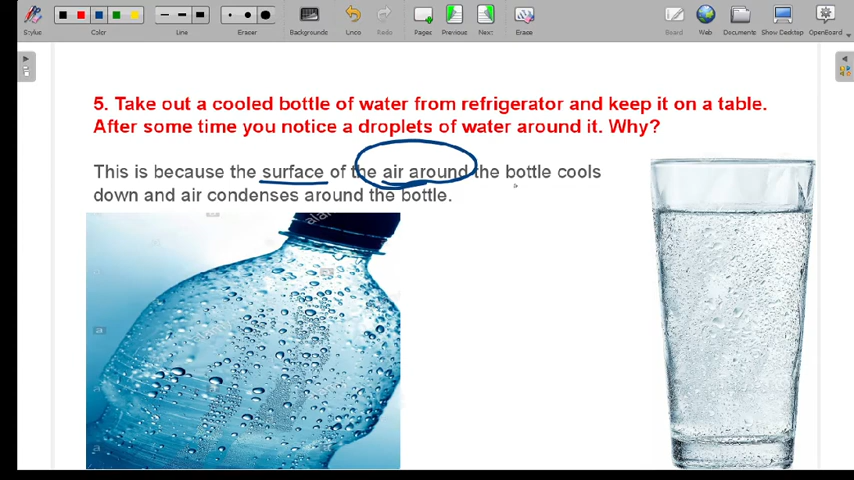 Stylus
Color
Line
Eraser
Backgrounds
Undo
Redo
Pages
Previous
Next
Erase
Board
Web
Documents
Show Desktop
OpenBoard
5. Take out a cooled bottle of water from refrigerator and keep it on a table.
After some time you notice a droplets of water around it. Why?
This is because the surface of the air around the bottle cools
down and air condenses around the bottle.